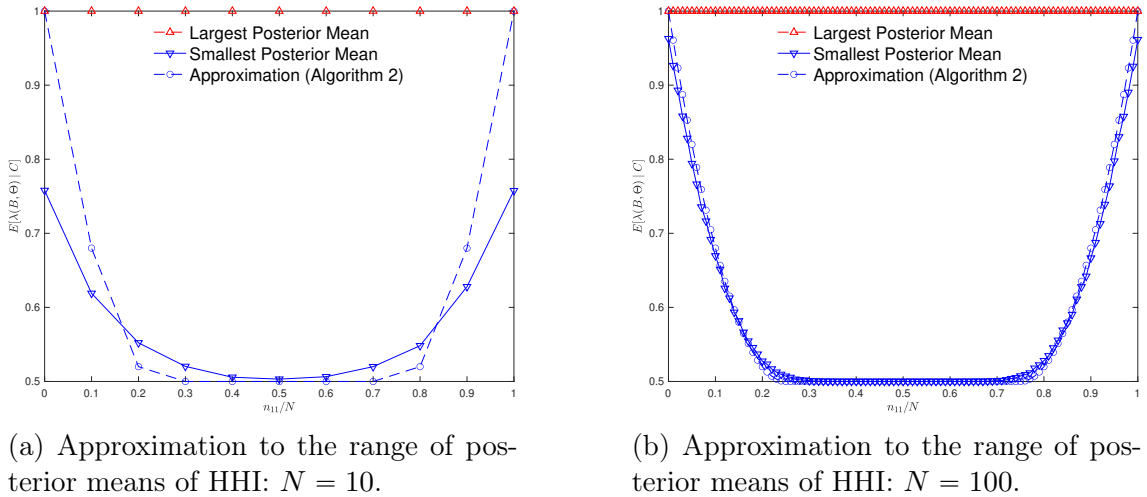 1
0.9
0.8
0.7
0.6
0.5
E[λ(B, Θ) | C]
Largest Posterior Mean
Smallest Posterior Mean
Approximation (Algorithm 2)
0 0.1 0.2 0.3 0.4 0.5 0.6 0.7 0.8 0.9 1
n₁₁/N
(a) Approximation to the range of pos-
terior means of HHI: N = 10.
1
0.9
0.8
0.7
0.6
0.5
E[λ(B, Θ) | C]
Largest Posterior Mean
Smallest Posterior Mean
Approximation (Algorithm 2)
0 0.1 0.2 0.3 0.4 0.5 0.6 0.7 0.8 0.9 1
n₁₁/N
(b) Approximation to the range of pos-
terior means of HHI: N = 100.